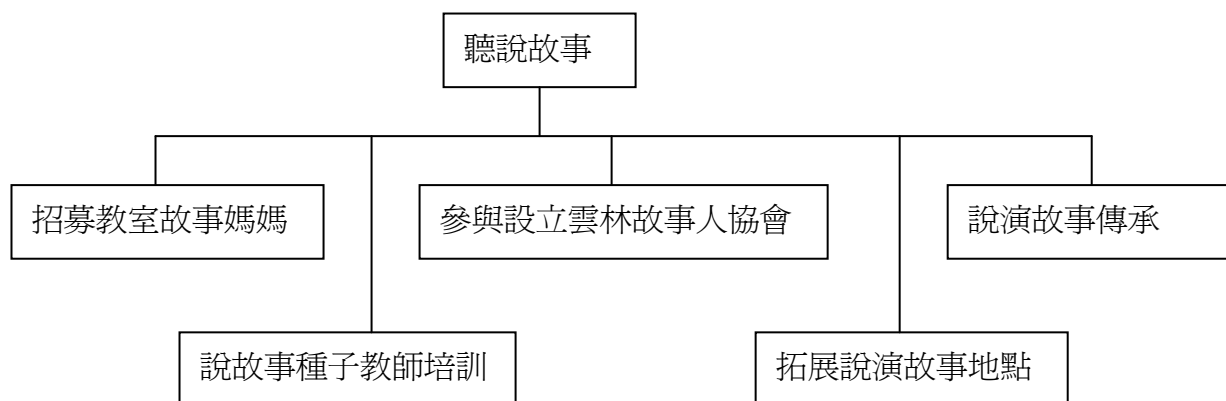 聽說故事
招募教室故事媽媽
參與設立雲林故事人協會
說演故事傳承
說故事種子教師培訓
拓展說演故事地點